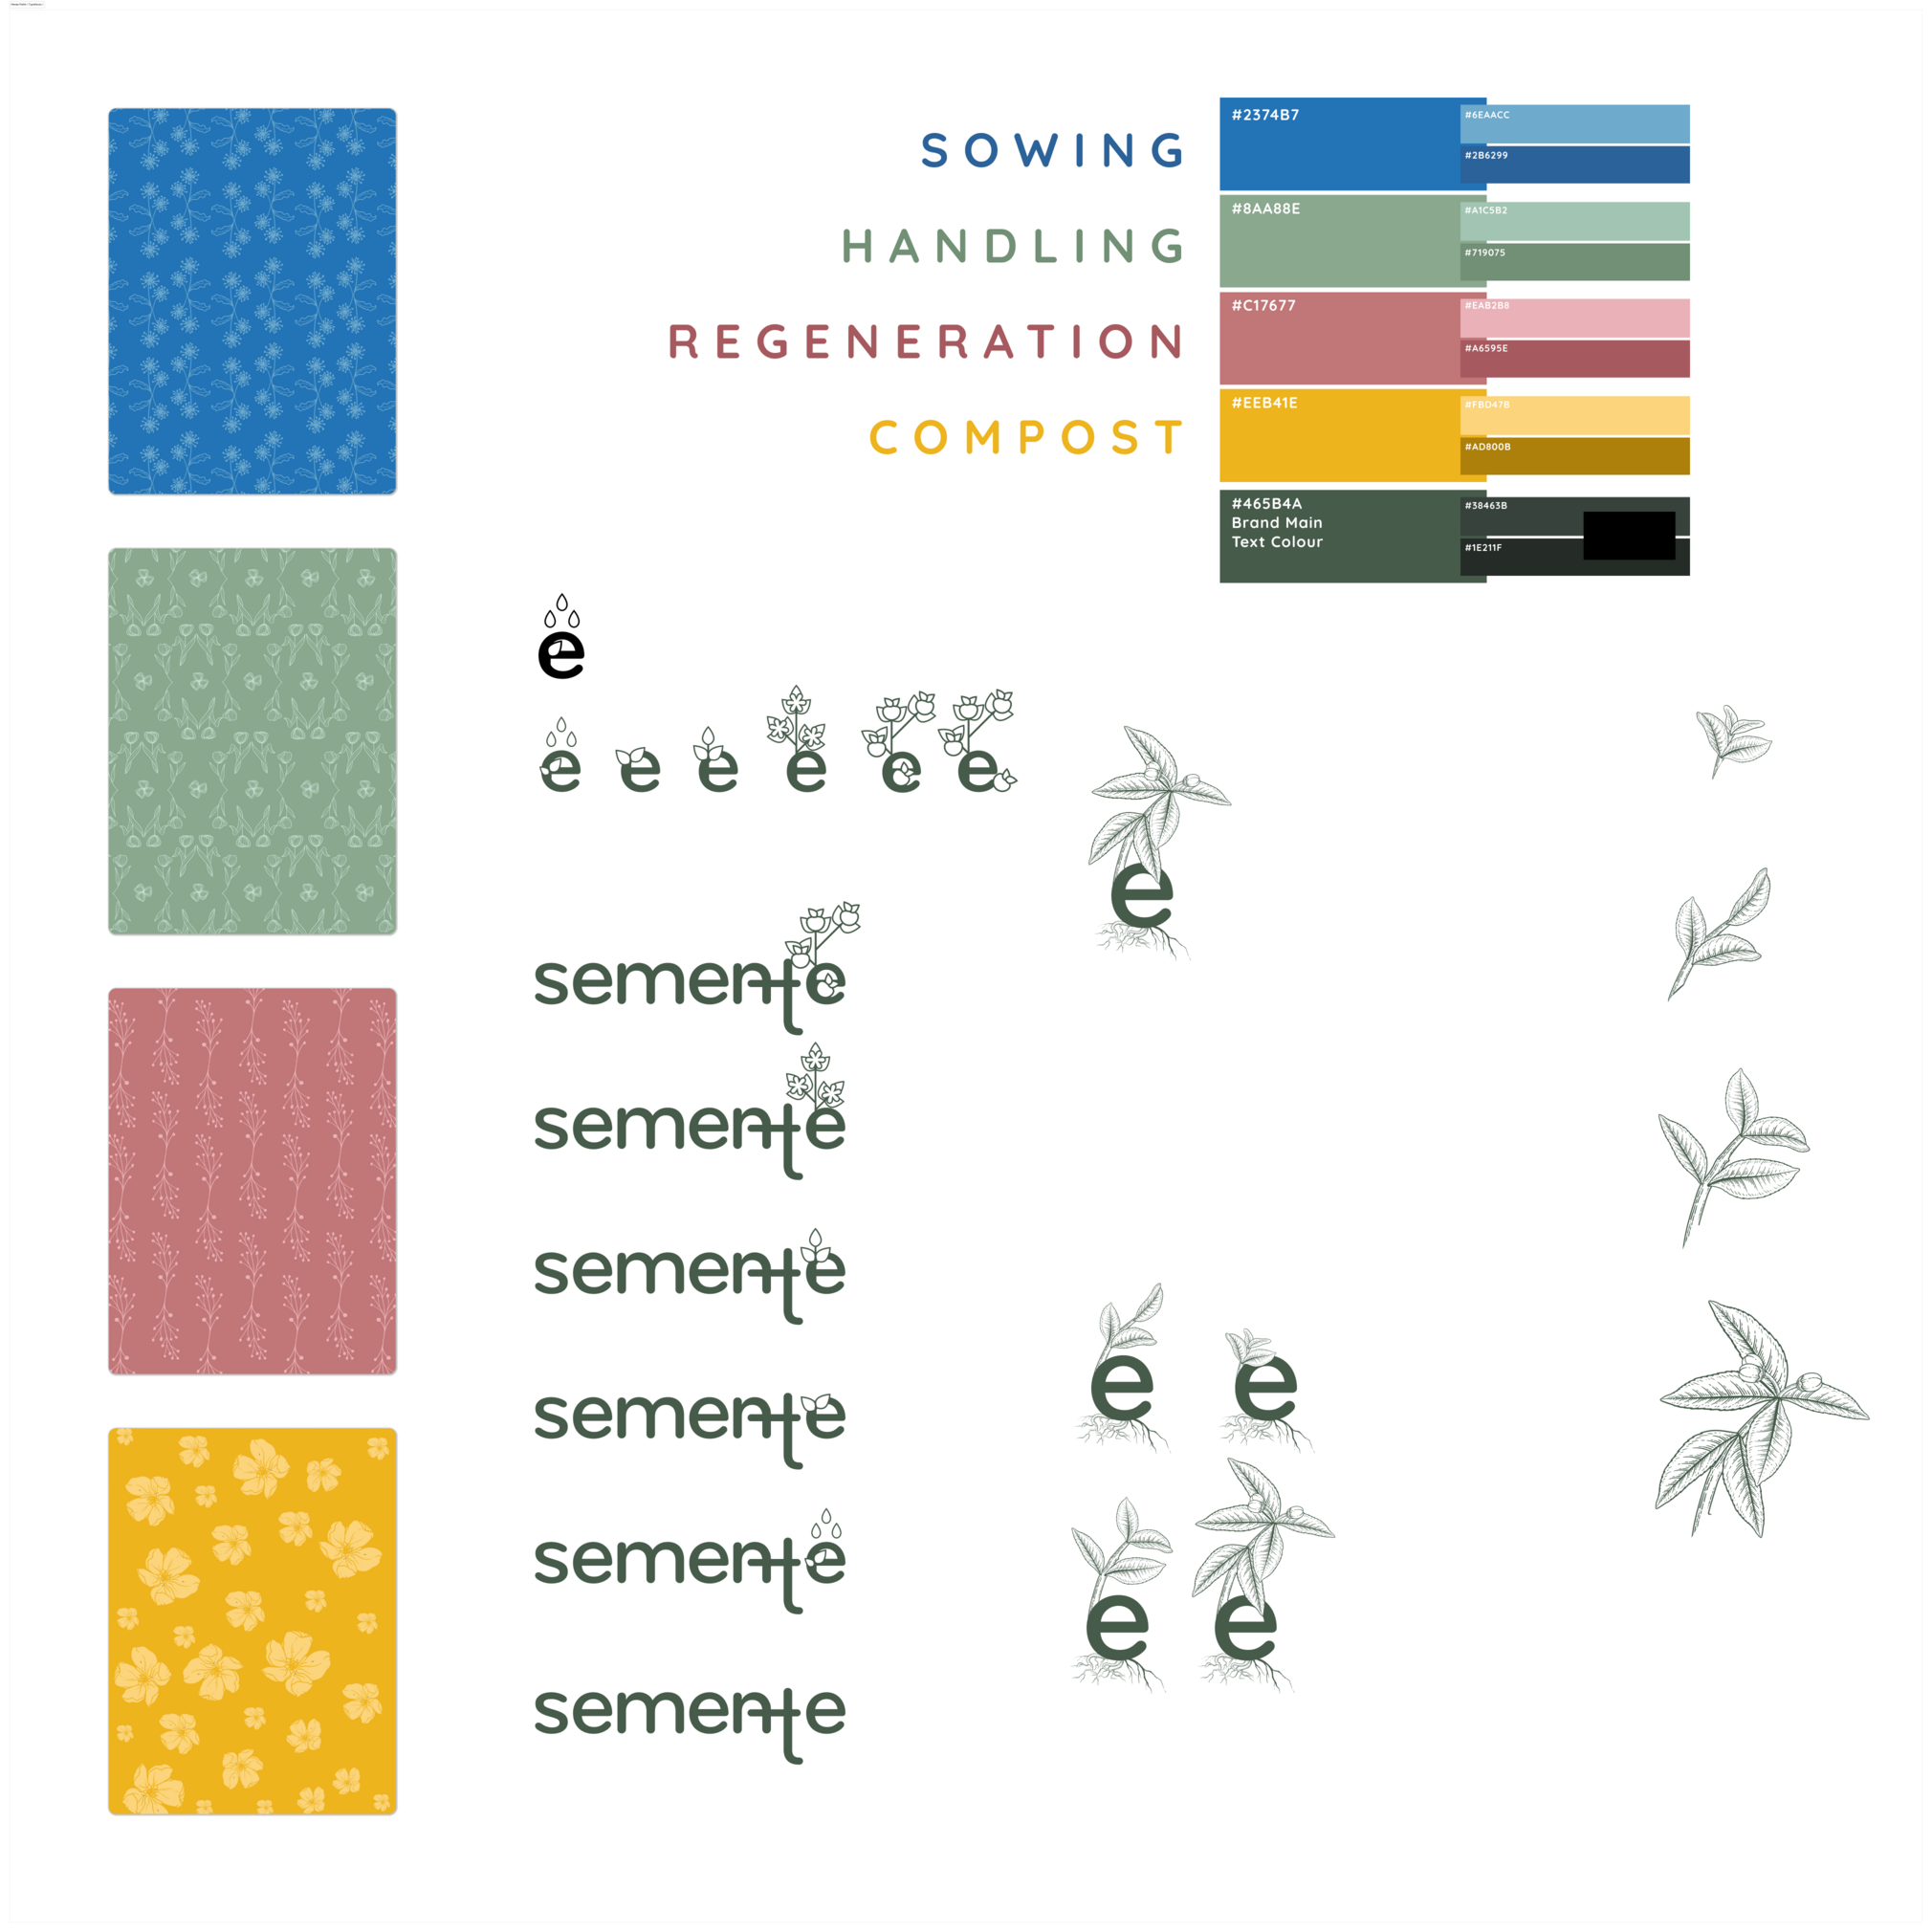 SOWING
#2374B7
#6EAACC
#2B6299
HANDLING
#8AA88E
#A1C5B2
#719075
REGENERATION
#C17677
#EAB2B8
#A6595E
COMPOST
#EEB41E
#FBD47B
#AD800B
#465B4A
Brand Main
Text Colour
#38463B
#1E211F
e
e e e e e e
e
semente
semente
semente
e e
semente
semente
e e
semente